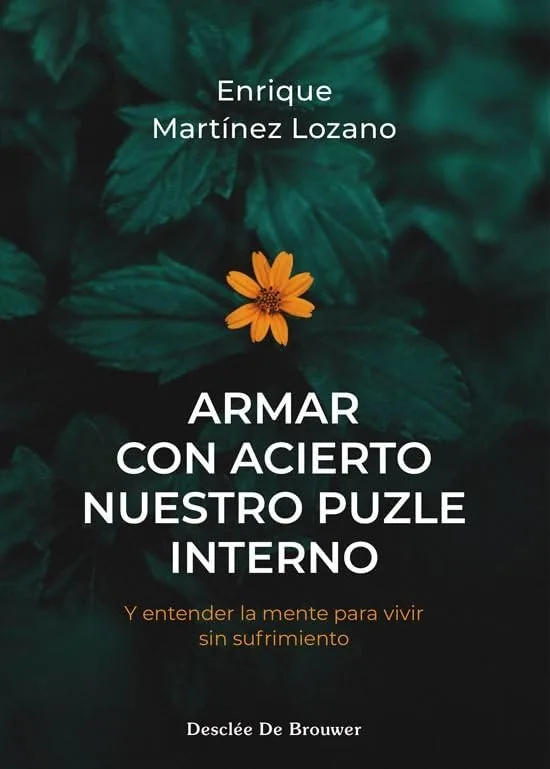 Enrique
Martínez Lozano
ARMAR
CON ACIERTO
NUESTRO PUZLE
INTERNO
Y entender la mente para vivir
sin sufrimiento
Desclée De Brouwer